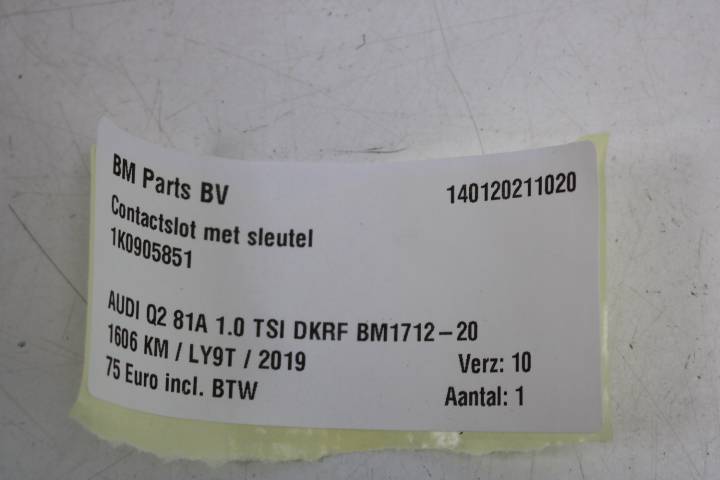 BM Parts BV 140120211020
Contactslot met sleutel
1K0905851
AUDI Q2 81A 1.0 TSI DKRF BM1712-20
1606 KM / LY9T / 2019 Verz: 10
75 Euro incl. BTW Aantal: 1